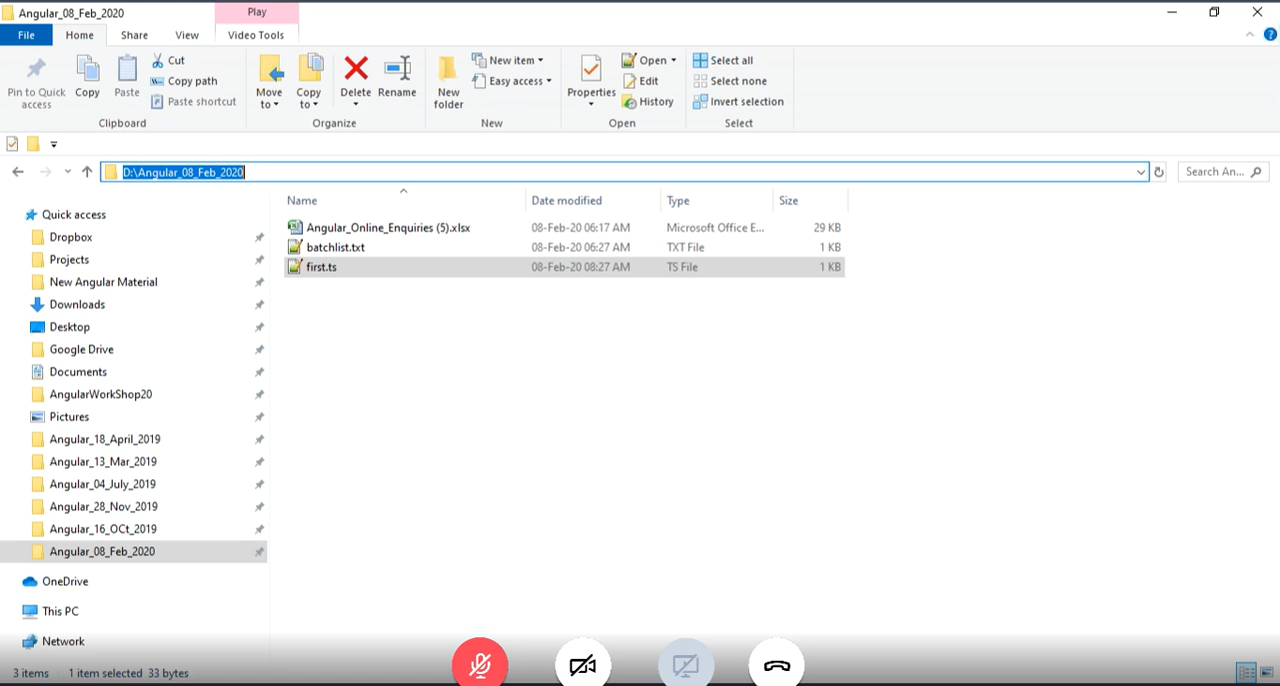 Angular_08_Feb_2020
Play
File
Home
Share
View
Video Tools
Pin to Quick access
Copy
Paste
Cut
Copy path
Paste shortcut
Clipboard
Move to
Copy to
Delete
Rename
Organize
New folder
New item
Easy access
New
Properties
Open
Edit
History
Open
Select all
Select none
Invert selection
Select
D:\Angular_08_Feb_2020
Search An...
Name Date modified Type Size
Angular_Online_Enquiries (5).xlsx 08-Feb-20 06:17 AM Microsoft Office E... 29 KB
batchlist.txt 08-Feb-20 06:27 AM TXT File 1 KB
first.ts 08-Feb-20 08:27 AM TS File 1 KB
Quick access
Dropbox
Projects
New Angular Material
Downloads
Desktop
Google Drive
Documents
AngularWorkShop20
Pictures
Angular_18_April_2019
Angular_13_Mar_2019
Angular_04_July_2019
Angular_28_Nov_2019
Angular_16_OCt_2019
Angular_08_Feb_2020
OneDrive
This PC
Network
3 items 1 item selected 33 bytes